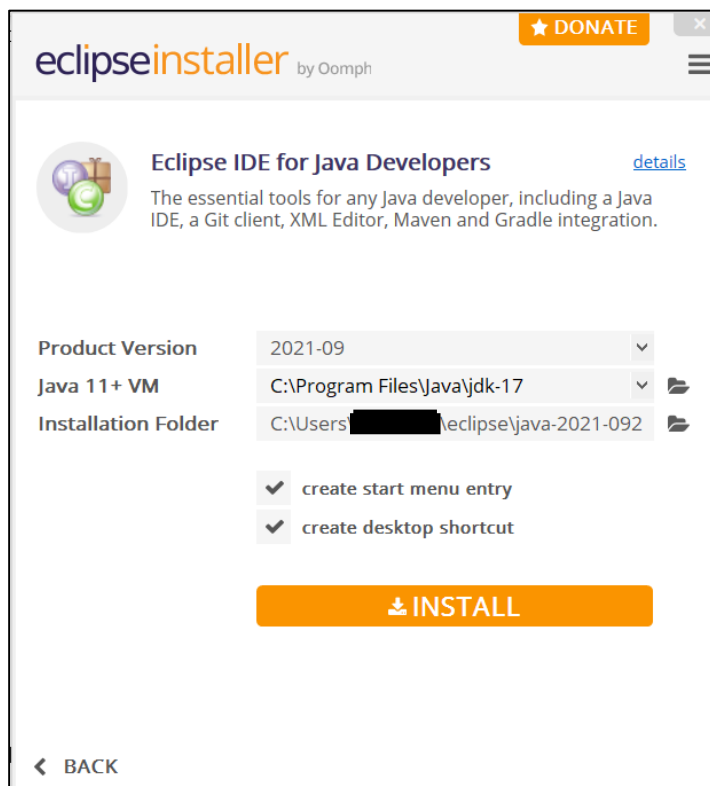 DONATE
eclipseinstaller by Oomph
Eclipse IDE for Java Developers details
The essential tools for any Java developer, including a Java
IDE, a Git client, XML Editor, Maven and Gradle integration.
Product Version 2021-09
Java 11+ VM C:\Program Files\Java\jdk-17
Installation Folder C:\Users\ \eclipse\java-2021-092
create start menu entry
create desktop shortcut
INSTALL
BACK